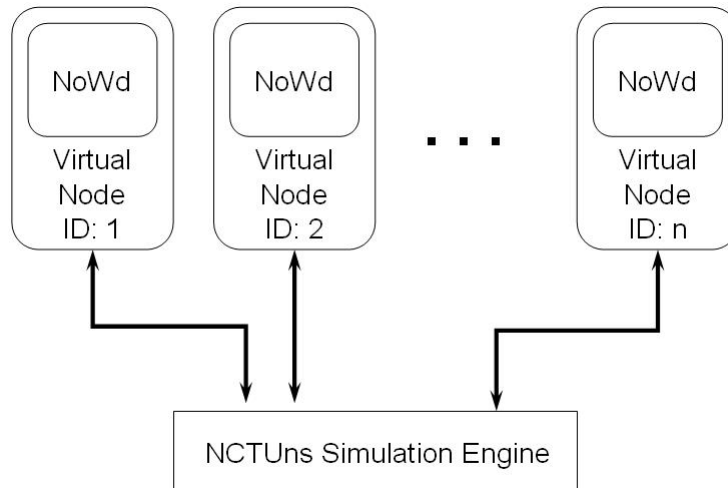 NoWd
Virtual
Node
ID: 1
NoWd
Virtual
Node
ID: 2
. . .
NoWd
Virtual
Node
ID: n
NCTUns Simulation Engine